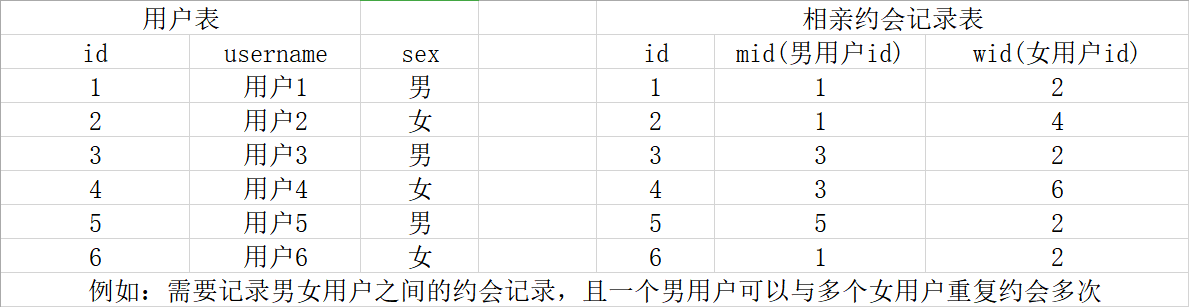 用户表 相亲约会记录表
id username sex id mid(男用户id) wid(女用户id)
1 用户1 男 1 1 2
2 用户2 女 2 1 4
3 用户3 男 3 3 2
4 用户4 女 4 3 6
5 用户5 男 5 5 2
6 用户6 女 6 1 2
例如：需要记录男女用户之间的约会记录，且一个男用户可以与多个女用户重复约会多次